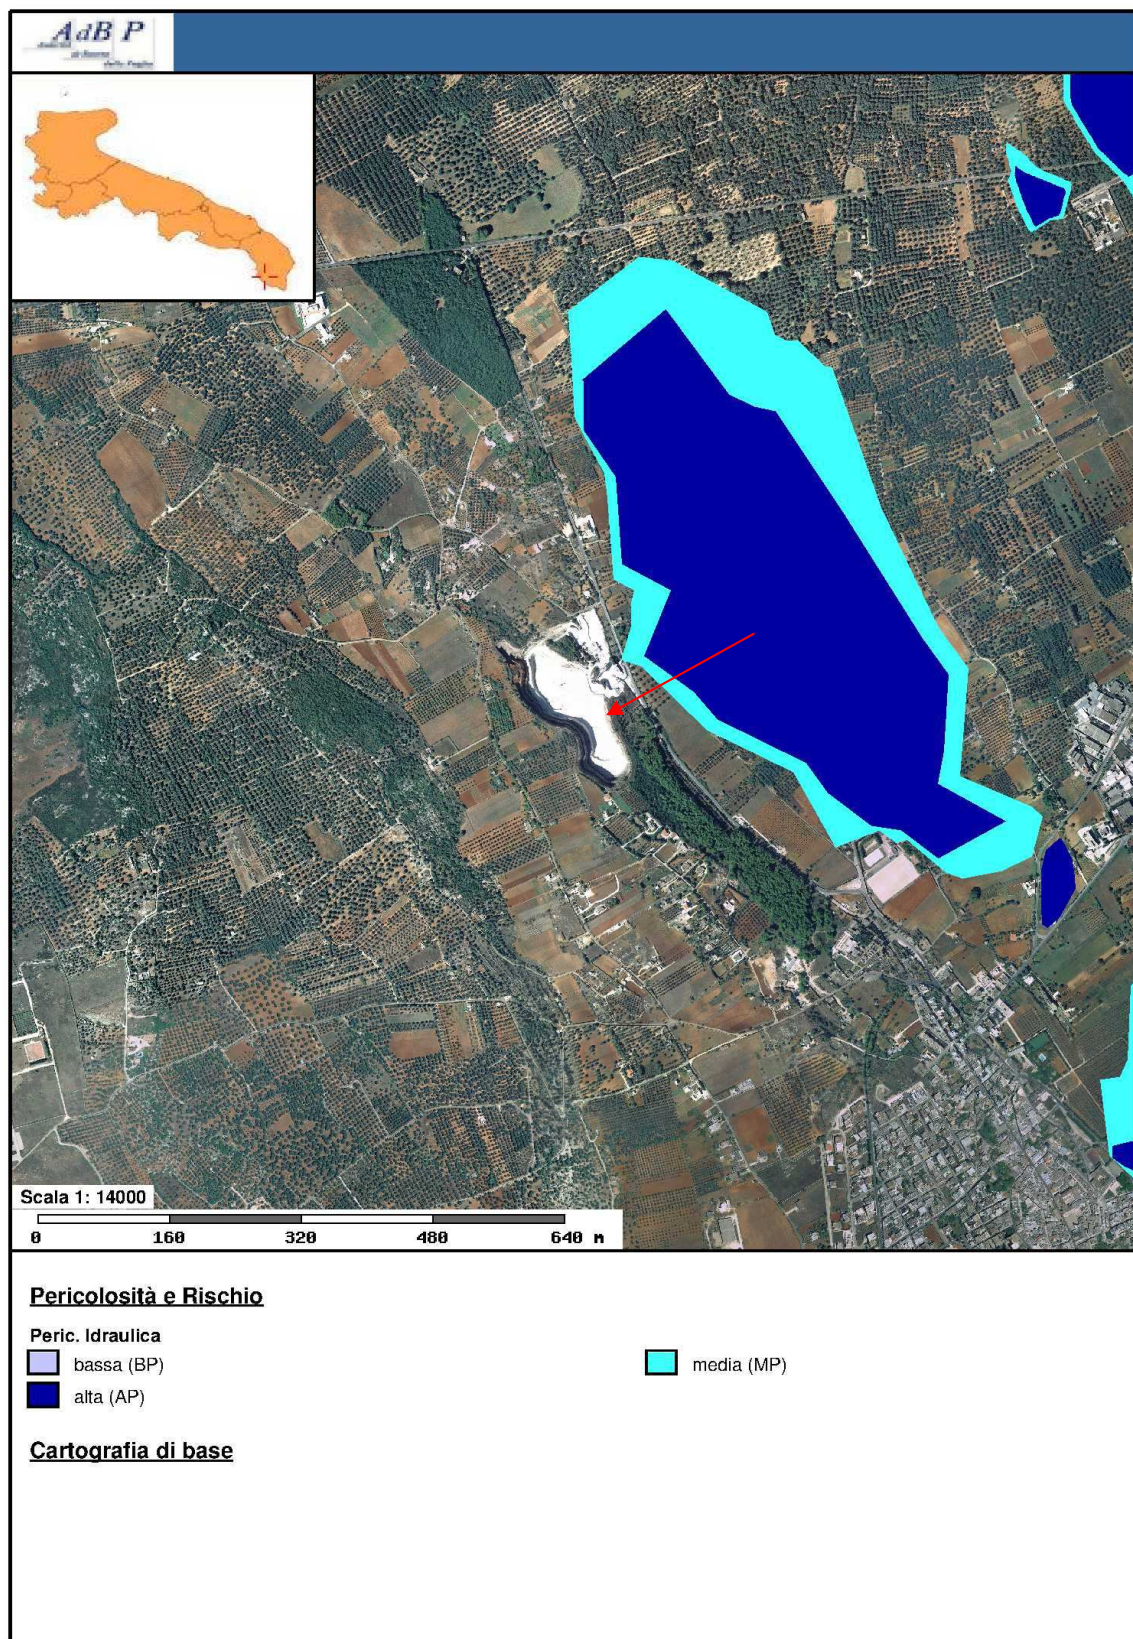 AdB P
Scala 1: 14000
0 160 320 480 640 m
Pericolosità e Rischio
Peric. Idraulica
bassa (BP)
media (MP)
alta (AP)
Cartografia di base